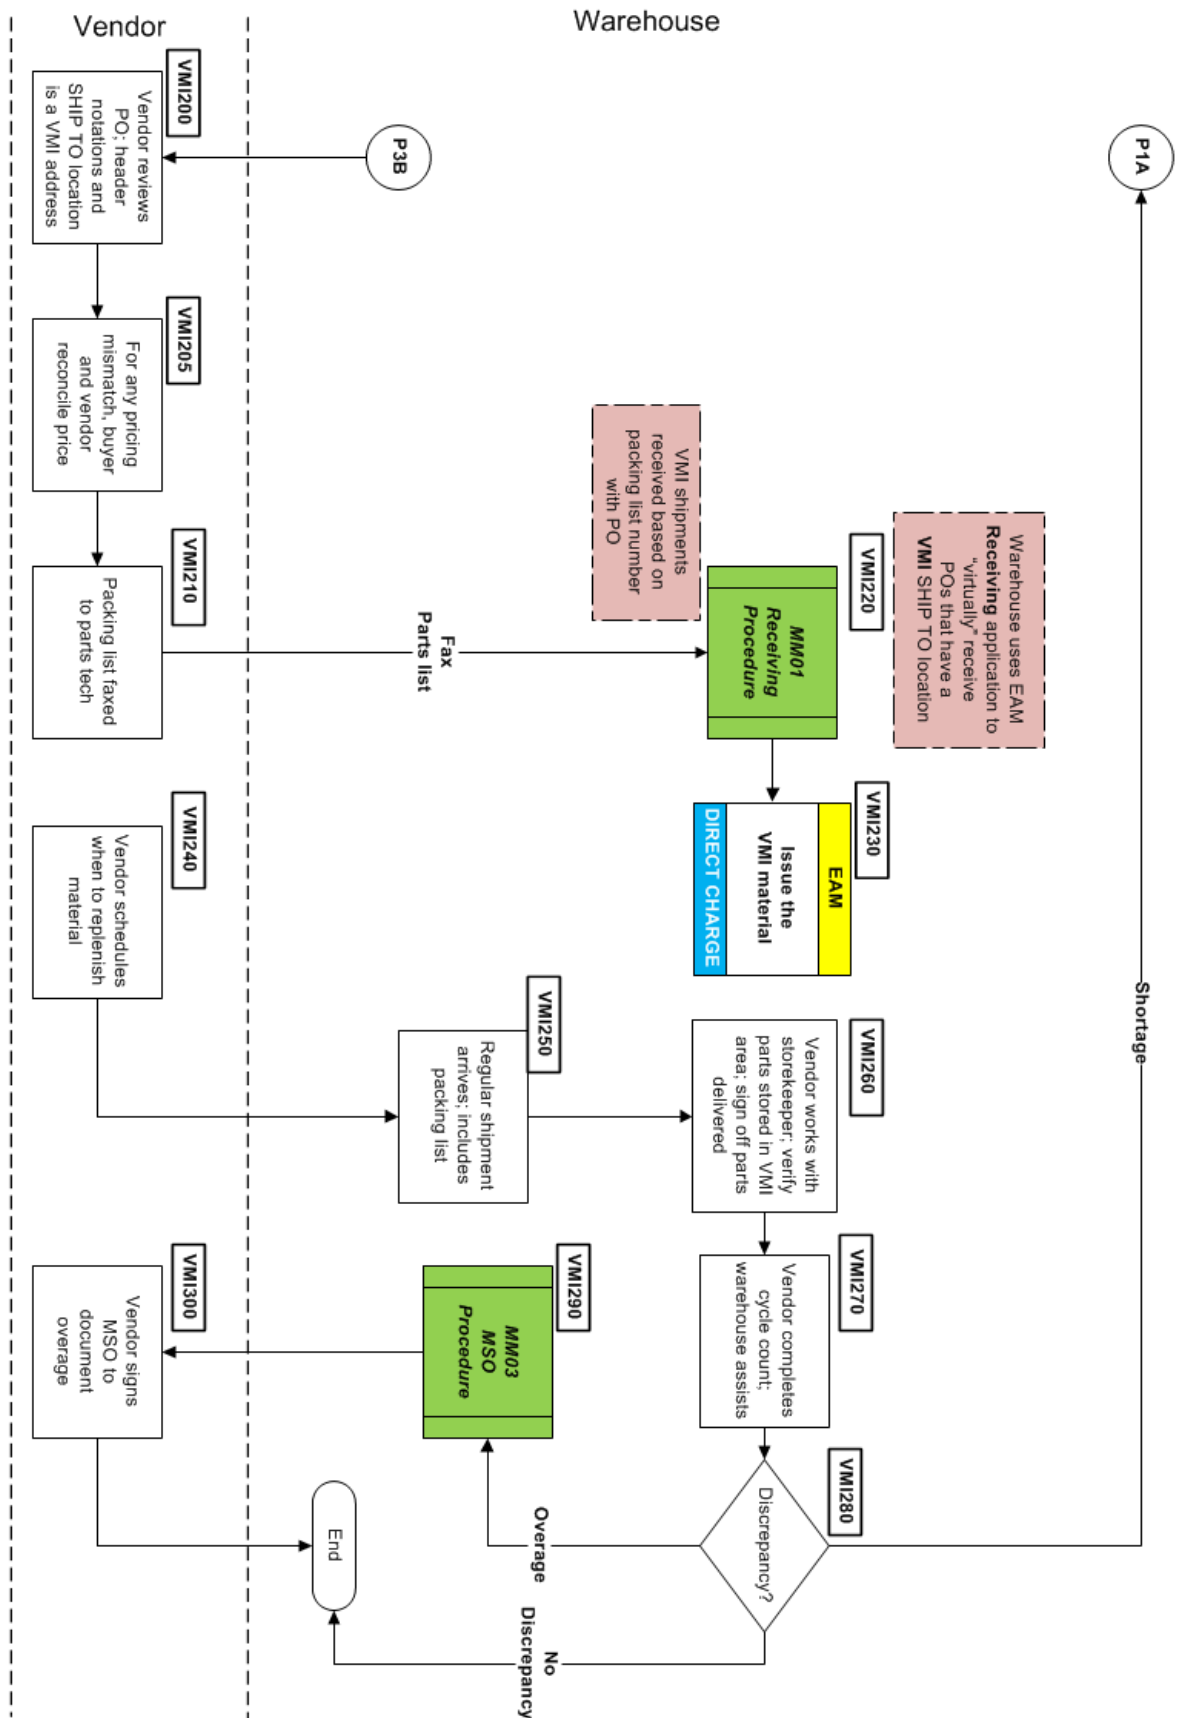 Vendor
Warehouse
P1A
P3B
VMI200
Vendor reviews
PO; header
notations and
SHIP TO location
is a VMI address
VMI205
For any pricing
mismatch, buyer
and vendor
reconcile price
VMI210
Packing list faxed
to parts tech
Fax
Parts list
VMI shipments
received based on
packing list number
with PO
Warehouse uses EAM
Receiving application to
"virtually" receive
POs that have a
VMI SHIP TO location
VMI220
MM01
Receiving
Procedure
VMI230
EAM
Issue the
VMI material
DIRECT CHARGE
VMI240
Vendor schedules
when to replenish
material
VMI250
Regular shipment
arrives; includes
packing list
VMI260
Vendor works with
storekeeper; verify
parts stored in VMI
area; sign off parts
delivered
VMI270
Vendor completes
cycle count;
warehouse assists
VMI280
Discrepancy?
Shortage
Overage
No
Discrepancy
VMI290
MM03
MSO
Procedure
VMI300
Vendor signs
MSO to
document
overage
End